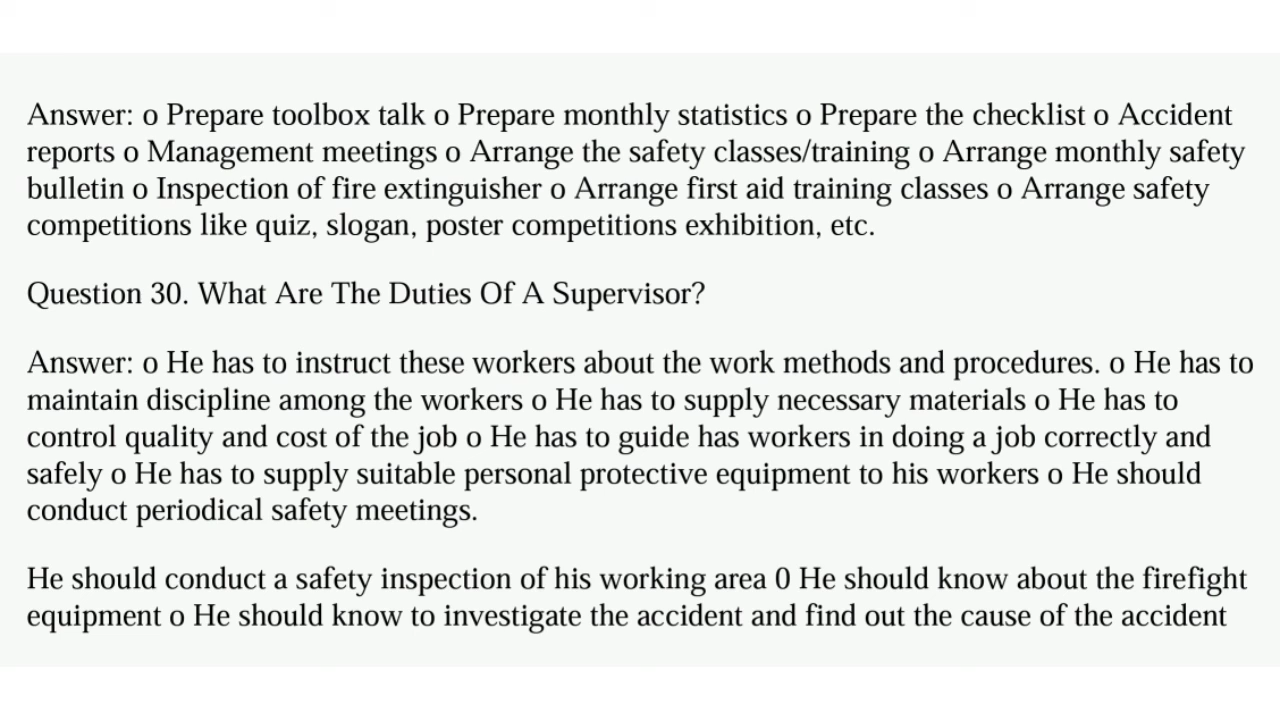 Answer: o Prepare toolbox talk o Prepare monthly statistics o Prepare the checklist o Accident
reports o Management meetings o Arrange the safety classes/training o Arrange monthly safety
bulletin o Inspection of fire extinguisher o Arrange first aid training classes o Arrange safety
competitions like quiz, slogan, poster competitions exhibition, etc.
Question 30. What Are The Duties Of A Supervisor?
Answer: o He has to instruct these workers about the work methods and procedures. o He has to
maintain discipline among the workers o He has to supply necessary materials o He has to
control quality and cost of the job o He has to guide has workers in doing a job correctly and
safely o He has to supply suitable personal protective equipment to his workers o He should
conduct periodical safety meetings.
He should conduct a safety inspection of his working area 0 He should know about the firefight
equipment o He should know to investigate the accident and find out the cause of the accident